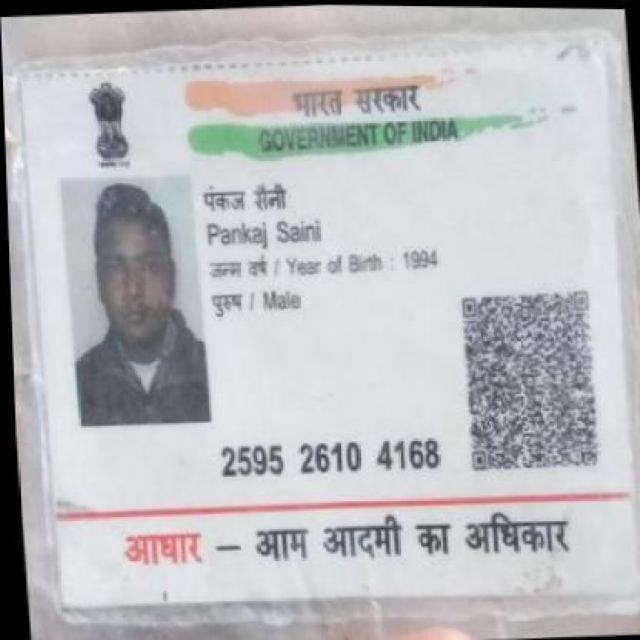 भारत सरकार
GOVERNMENT OF INDIA
पंकज सैनी
Pankaj Saini
जन्म वर्ष / Year of Birth : 1994
पुरुष / Male
2595 2610 4168
आधार – आम आदमी का अधिकार